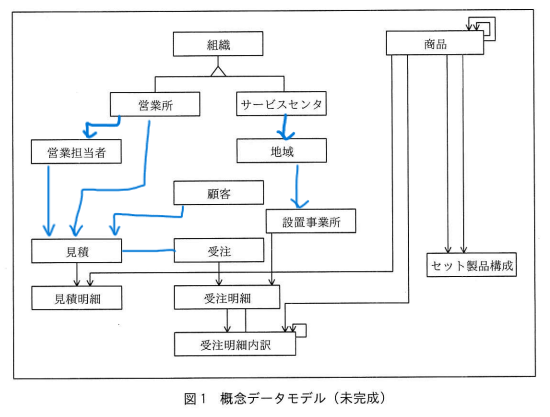 組織
商品
営業所
サービスセンタ
営業担当者
地域
顧客
設置事業所
見積
受注
セット製品構成
見積明細
受注明細
受注明細内訳
図1 概念データモデル（未完成）